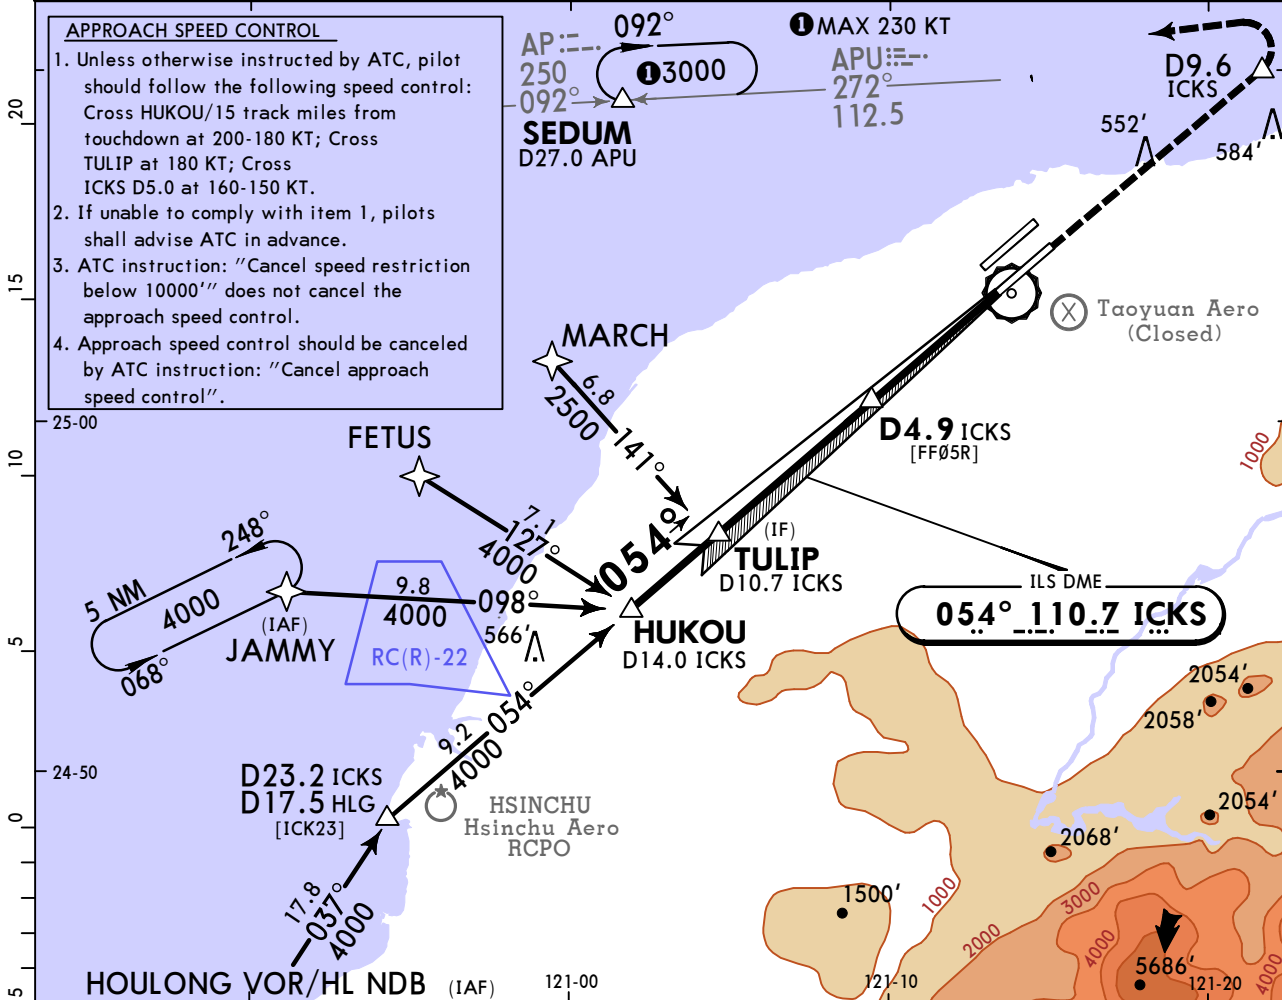 APPROACH SPEED CONTROL
1. Unless otherwise instructed by ATC, pilot
should follow the following speed control:
Cross HUKOU/15 track miles from
touchdown at 200-180 KT; Cross
TULIP at 180 KT; Cross
ICKS D5.0 at 160-150 KT.
2. If unable to comply with item 1, pilots
shall advise ATC in advance.
3. ATC instruction: "Cancel speed restriction
below 10000'" does not cancel the
approach speed control.
4. Approach speed control should be canceled
by ATC instruction: "Cancel approach
speed control".
AP
250
092°
092°
1 3000
SEDUM
D27.0 APU
1 MAX 230 KT
APU
272°
112.5
D9.6
ICKS
552'
584'
20
15
10
5
0
5
25-00
24-50
Taoyuan Aero
(Closed)
MARCH
6.8
2500
141°
FETUS
7.1
127°
4000
054°
D4.9 ICKS
[FF05R]
1000
(IF)
TULIP
D10.7 ICKS
248°
5 NM
4000
068°
(IAF)
JAMMY
9.8
4000
098°
566'
RC(R)-22
HUKOU
D14.0 ICKS
ILS DME
054° 110.7 ICKS
9.2
054°
4000
D23.2 ICKS
D17.5 HLG
[ICK23]
HSINCHU
Hsinchu Aero
RCPO
17.8
037°
4000
HOULONG VOR/HL NDB (IAF)
121-00
121-10
121-20
2054'
2058'
2054'
2068'
1500'
1000
2000
3000
4000
5686'
4000